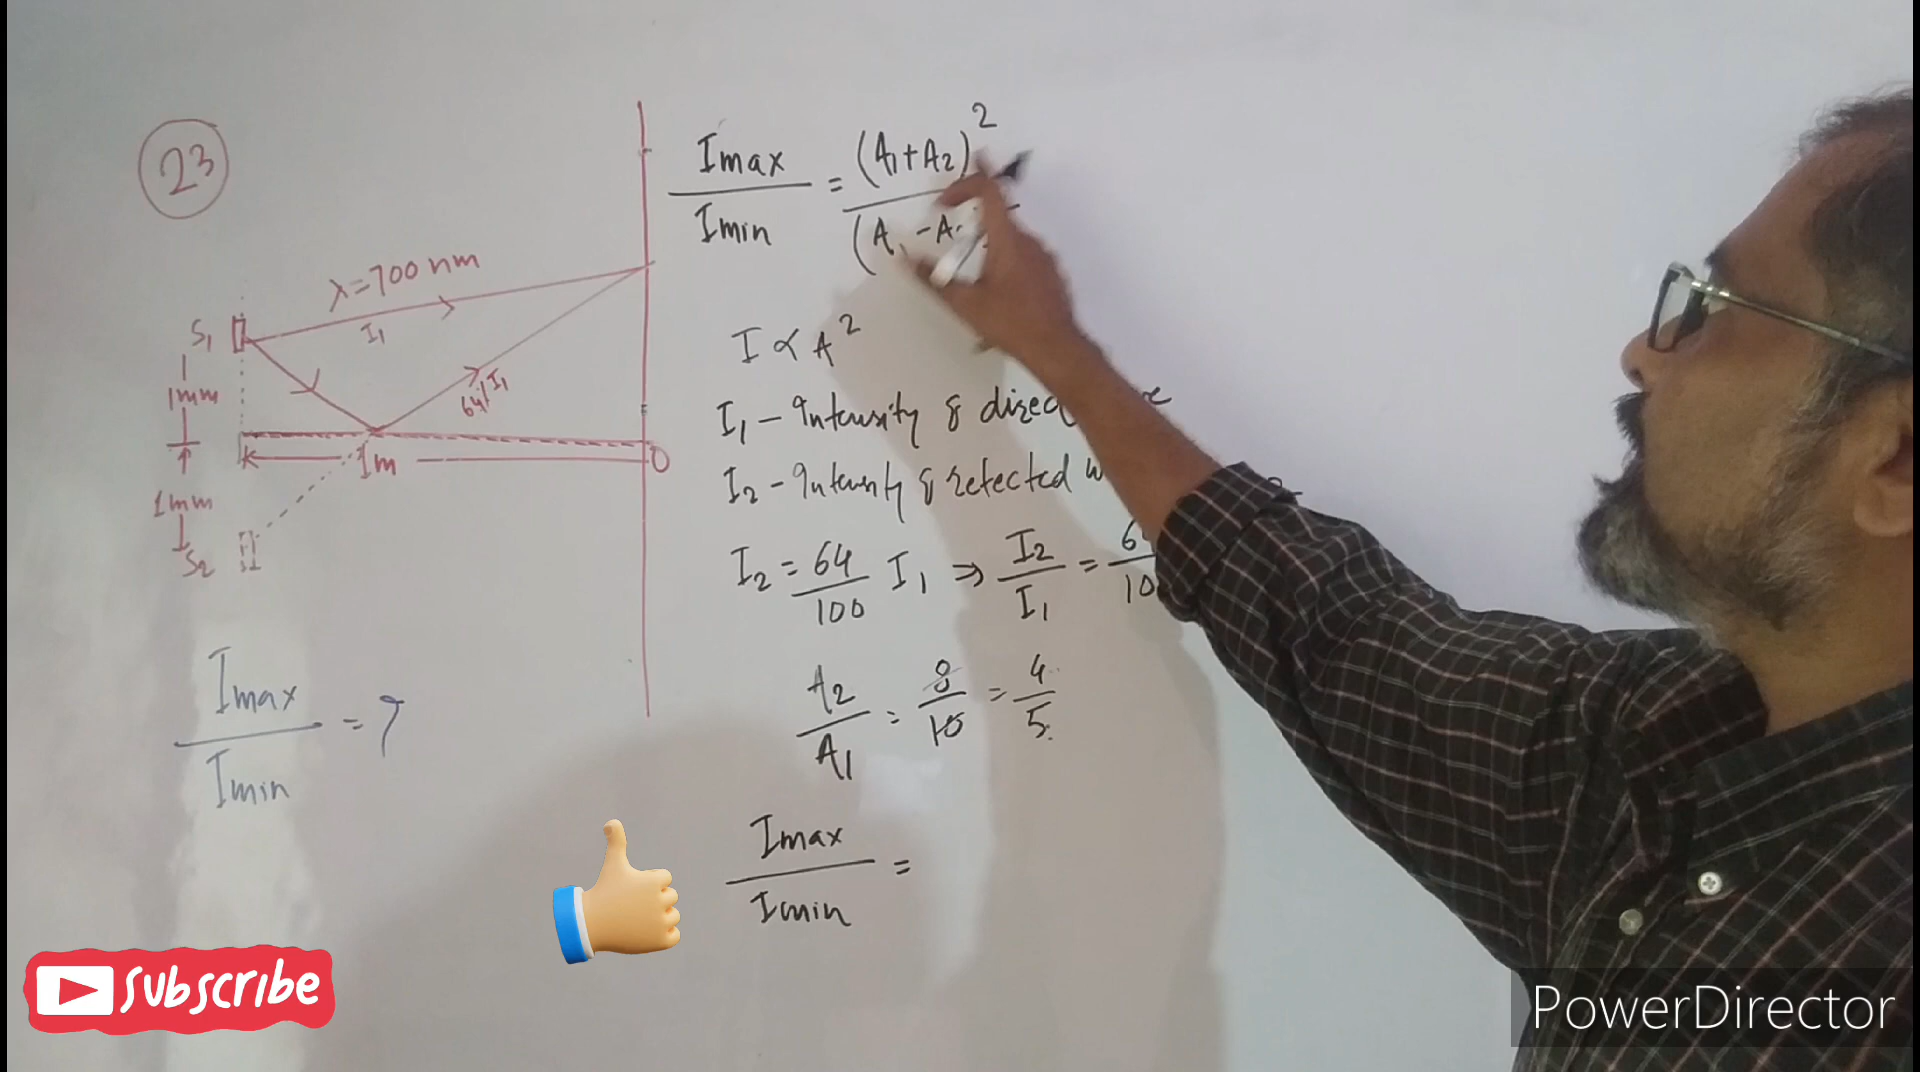 23
λ=700 nm
I1
S1
1mm
64/I1
1m
O
1mm
S2
Imax
Imin
= ?
Imax
Imin
=
(A1+A2)2
(A1-A
I ∝ A2
I1 - Intensity of
I2 - Intensity of
I2 = 64/100 I1 ⇒ I2/I1 =
A2/A1 = 8/10 = 4/5
Imax
Imin
=
Subscribe
PowerDirector